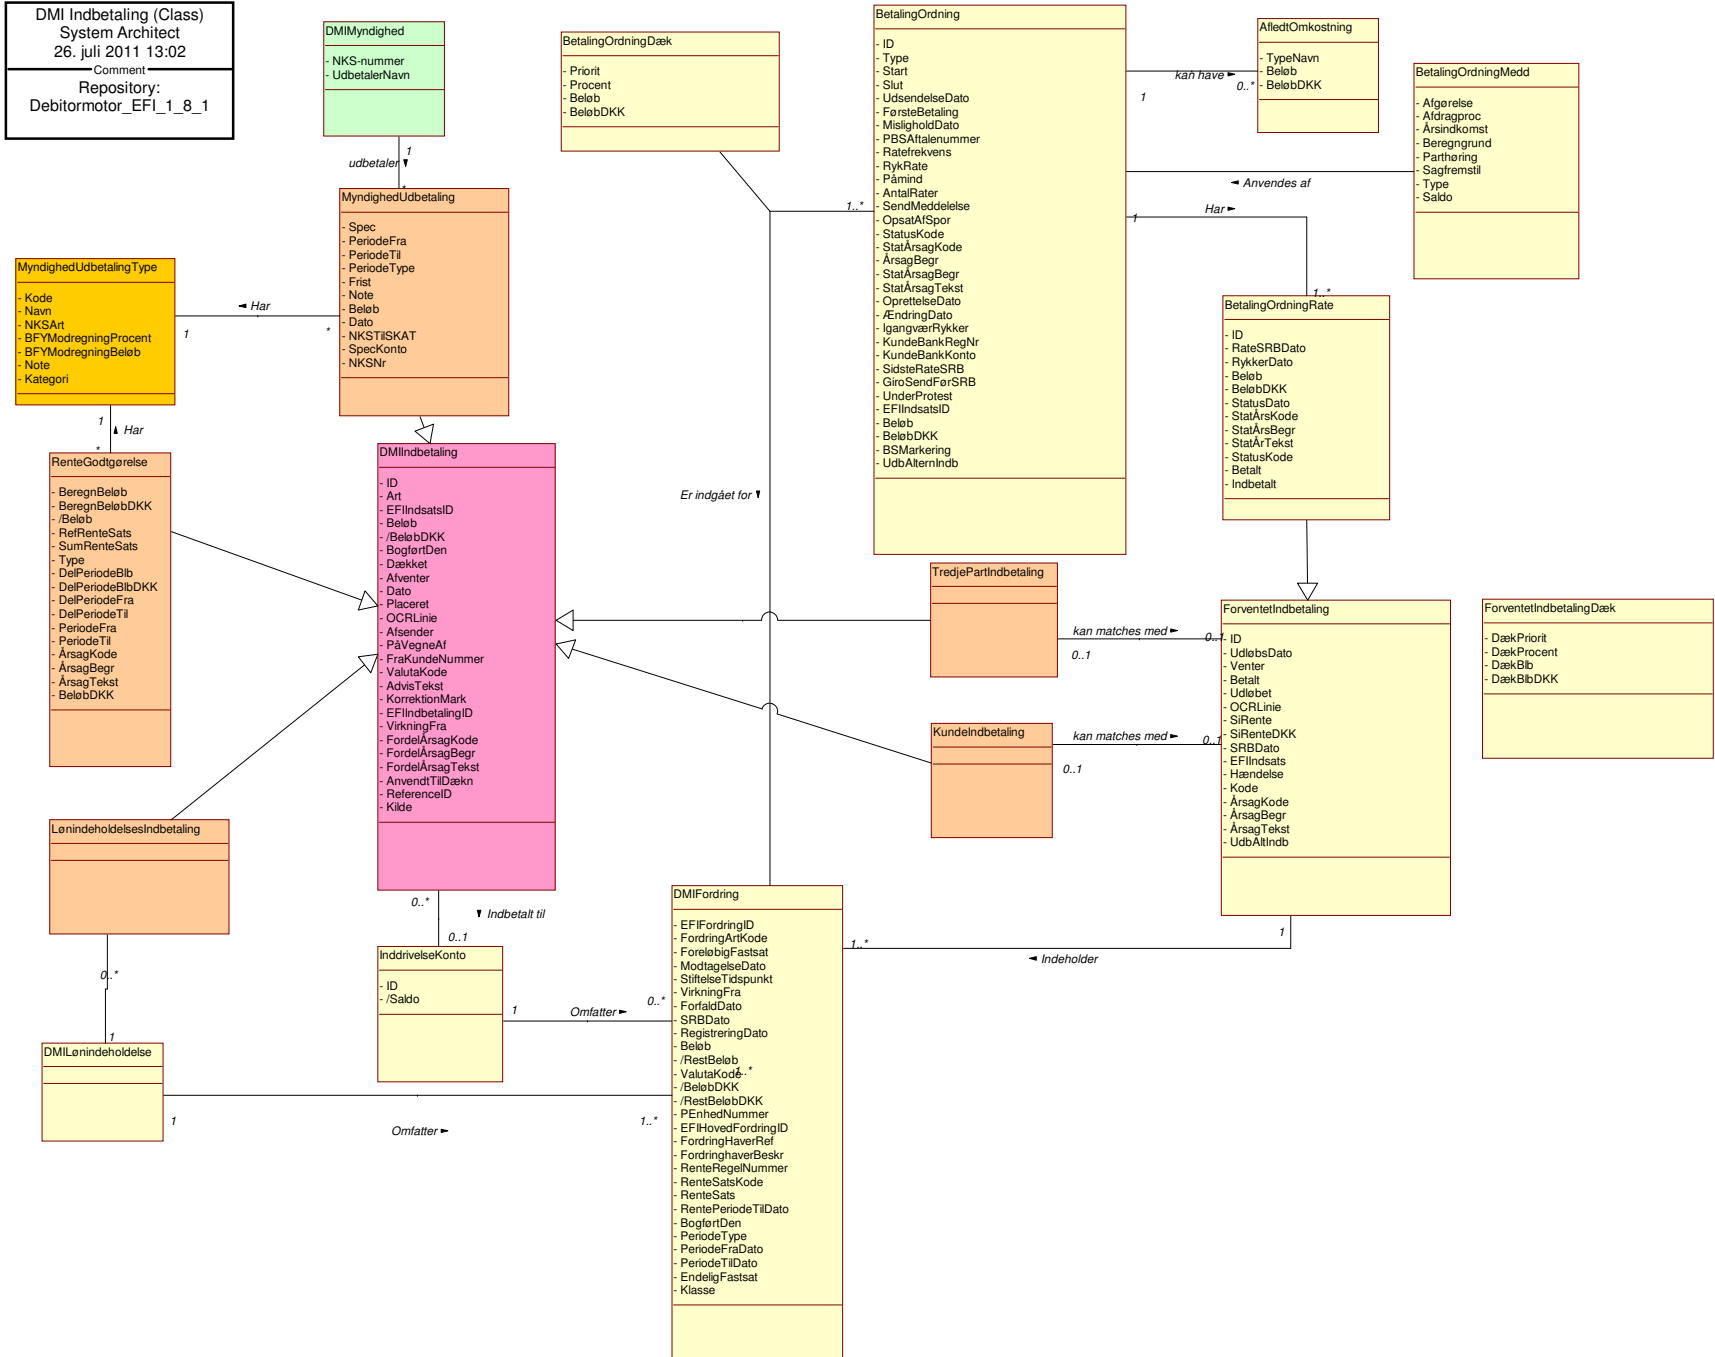 DMI Indbetaling (Class)
System Architect
26. juli 2011 13:02
Comment
Repository:
Debitormotor_EFI_1_8_1
DMIMyndighed
- NKS-nummer
- UdbetalerNavn
1
udbetaler
*
MyndighedUdbetaling
- Spec
- PeriodeFra
- PeriodeTil
- PeriodeType
- Frist
- Note
- Beløb
- Dato
- NKSTilSKAT
- SpecKonto
- NKSNr
Har
1
*
MyndighedUdbetalingType
- Kode
- Navn
- NKSArt
- BFYModregningProcent
- BFYModregningBeløb
- Note
- Kategori
1
Har
*
RenteGodtgørelse
- BeregnBeløb
- BeregnBeløbDKK
- /Beløb
- RefRenteSats
- SumRenteSats
- Type
- DelPeriodeBlb
- DelPeriodeBlbDKK
- DelPeriodeFra
- DelPeriodeTil
- PeriodeFra
- PeriodeTil
- ÅrsagKode
- ÅrsagBegr
- ÅrsagTekst
- BeløbDKK
DMIIndbetaling
- ID
- Art
- EFIIndsatsID
- Beløb
- /BeløbDKK
- BogførtDen
- Dækket
- Afventer
- Dato
- Placeret
- OCRLinie
- Afsender
- PåVegneAf
- FraKundeNummer
- ValutaKode
- AdvisTekst
- KorrektionMark
- EFIIndbetalingID
- VirkningFra
- FordelÅrsagKode
- FordelÅrsagBegr
- FordelÅrsagTekst
- AnvendtTilDækn
- ReferenceID
- Kilde
LønindeholdelsesIndbetaling
0..*
1
DMILønindeholdelse
1
Omfatter
1..*
0..*
Indbetalt til
0..1
InddrivelseKonto
- ID
- /Saldo
1
Omfatter
0..*
BetalingOrdningDæk
- Priorit
- Procent
- Beløb
- BeløbDKK
1..*
Er indgået for
1..*
BetalingOrdning
- ID
- Type
- Start
- Slut
- UdsendelseDato
- FørsteBetaling
- MisligholdDato
- PBSAftalenummer
- Ratefrekvens
- RykRate
- Påmind
- AntalRater
- SendMeddelelse
- OpsatAfSpor
- StatusKode
- StatÅrsagKode
- ÅrsagBegr
- StatÅrsagBegr
- StatÅrsagTekst
- OprettelseDato
- ÆndringDato
- IgangværRykker
- KundeBankRegNr
- KundeBankKonto
- SidsteRateSRB
- GiroSendFørSRB
- UnderProtest
- EFIIndsatsID
- Beløb
- BeløbDKK
- BSMarkering
- UdbAlternIndb
kan have
1
0..*
AfledtOmkostning
- TypeNavn
- Beløb
- BeløbDKK
Anvendes af
BetalingOrdningMedd
- Afgørelse
- Afdragproc
- Årsindkomst
- Beregngrund
- Parthøring
- Sagfremstil
- Type
- Saldo
1
Har
1..*
BetalingOrdningRate
- ID
- RateSRBDato
- RykkerDato
- Beløb
- BeløbDKK
- StatusDato
- StatÅrsKode
- StatÅrsBegr
- StatÅrTekst
- StatusKode
- Betalt
- Indbetalt
TredjePartIndbetaling
kan matches med
0..1
0..1
KundeIndbetaling
kan matches med
0..1
0..1
ForventetIndbetaling
- ID
- UdløbsDato
- Venter
- Betalt
- Udløbet
- OCRLinie
- SiRente
- SiRenteDKK
- SRBDato
- EFIIndsats
- Hændelse
- Kode
- ÅrsagKode
- ÅrsagBegr
- ÅrsagTekst
- UdbAltIndb
ForventetIndbetalingDæk
- DækPriorit
- DækProcent
- DækBlb
- DækBlbDKK
1
1..*
Indeholder
DMIFordring
- EFIFordringID
- FordringArtKode
- ForeløbigFastsat
- ModtagelseDato
- StiftelseTidspunkt
- VirkningFra
- ForfaldDato
- SRBDato
- RegistreringDato
- Beløb
- /RestBeløb
- ValutaKode
- /BeløbDKK
- /RestBeløbDKK
- PEnhedNummer
- EFIHovedFordringID
- FordringHaverRef
- FordringhaverBeskr
- RenteRegelNummer
- RenteSatsKode
- RenteSats
- RentePeriodeTilDato
- BogførtDen
- PeriodeType
- PeriodeFraDato
- PeriodeTilDato
- EndeligFastsat
- Klasse